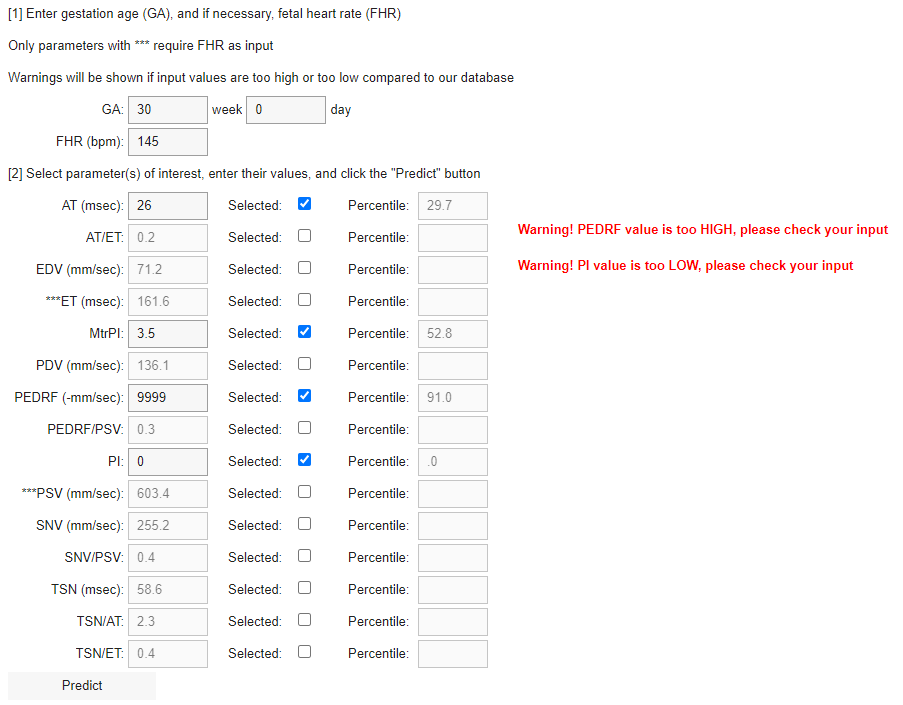 [1] Enter gestation age (GA), and if necessary, fetal heart rate (FHR)
Only parameters with *** require FHR as input
Warnings will be shown if input values are too high or too low compared to our database
GA: 30 week 0 day
FHR (bpm): 145
[2] Select parameter(s) of interest, enter their values, and click the "Predict" button
AT (msec): 26 Selected: Percentile: 29.7
Warning! PEDRF value is too HIGH, please check your input
AT/ET: 0.2 Selected: Percentile:
EDV (mm/sec): 71.2 Selected: Percentile:
Warning! PI value is too LOW, please check your input
***ET (msec): 161.6 Selected: Percentile:
MtrPI: 3.5 Selected: Percentile: 52.8
PDV (mm/sec): 136.1 Selected: Percentile:
PEDRF (-mm/sec): 9999 Selected: Percentile: 91.0
PEDRF/PSV: 0.3 Selected: Percentile:
PI: 0 Selected: Percentile: .0
***PSV (mm/sec): 603.4 Selected: Percentile:
SNV (mm/sec): 255.2 Selected: Percentile:
SNV/PSV: 0.4 Selected: Percentile:
TSN (msec): 58.6 Selected: Percentile:
TSN/AT: 2.3 Selected: Percentile:
TSN/ET: 0.4 Selected: Percentile:
Predict